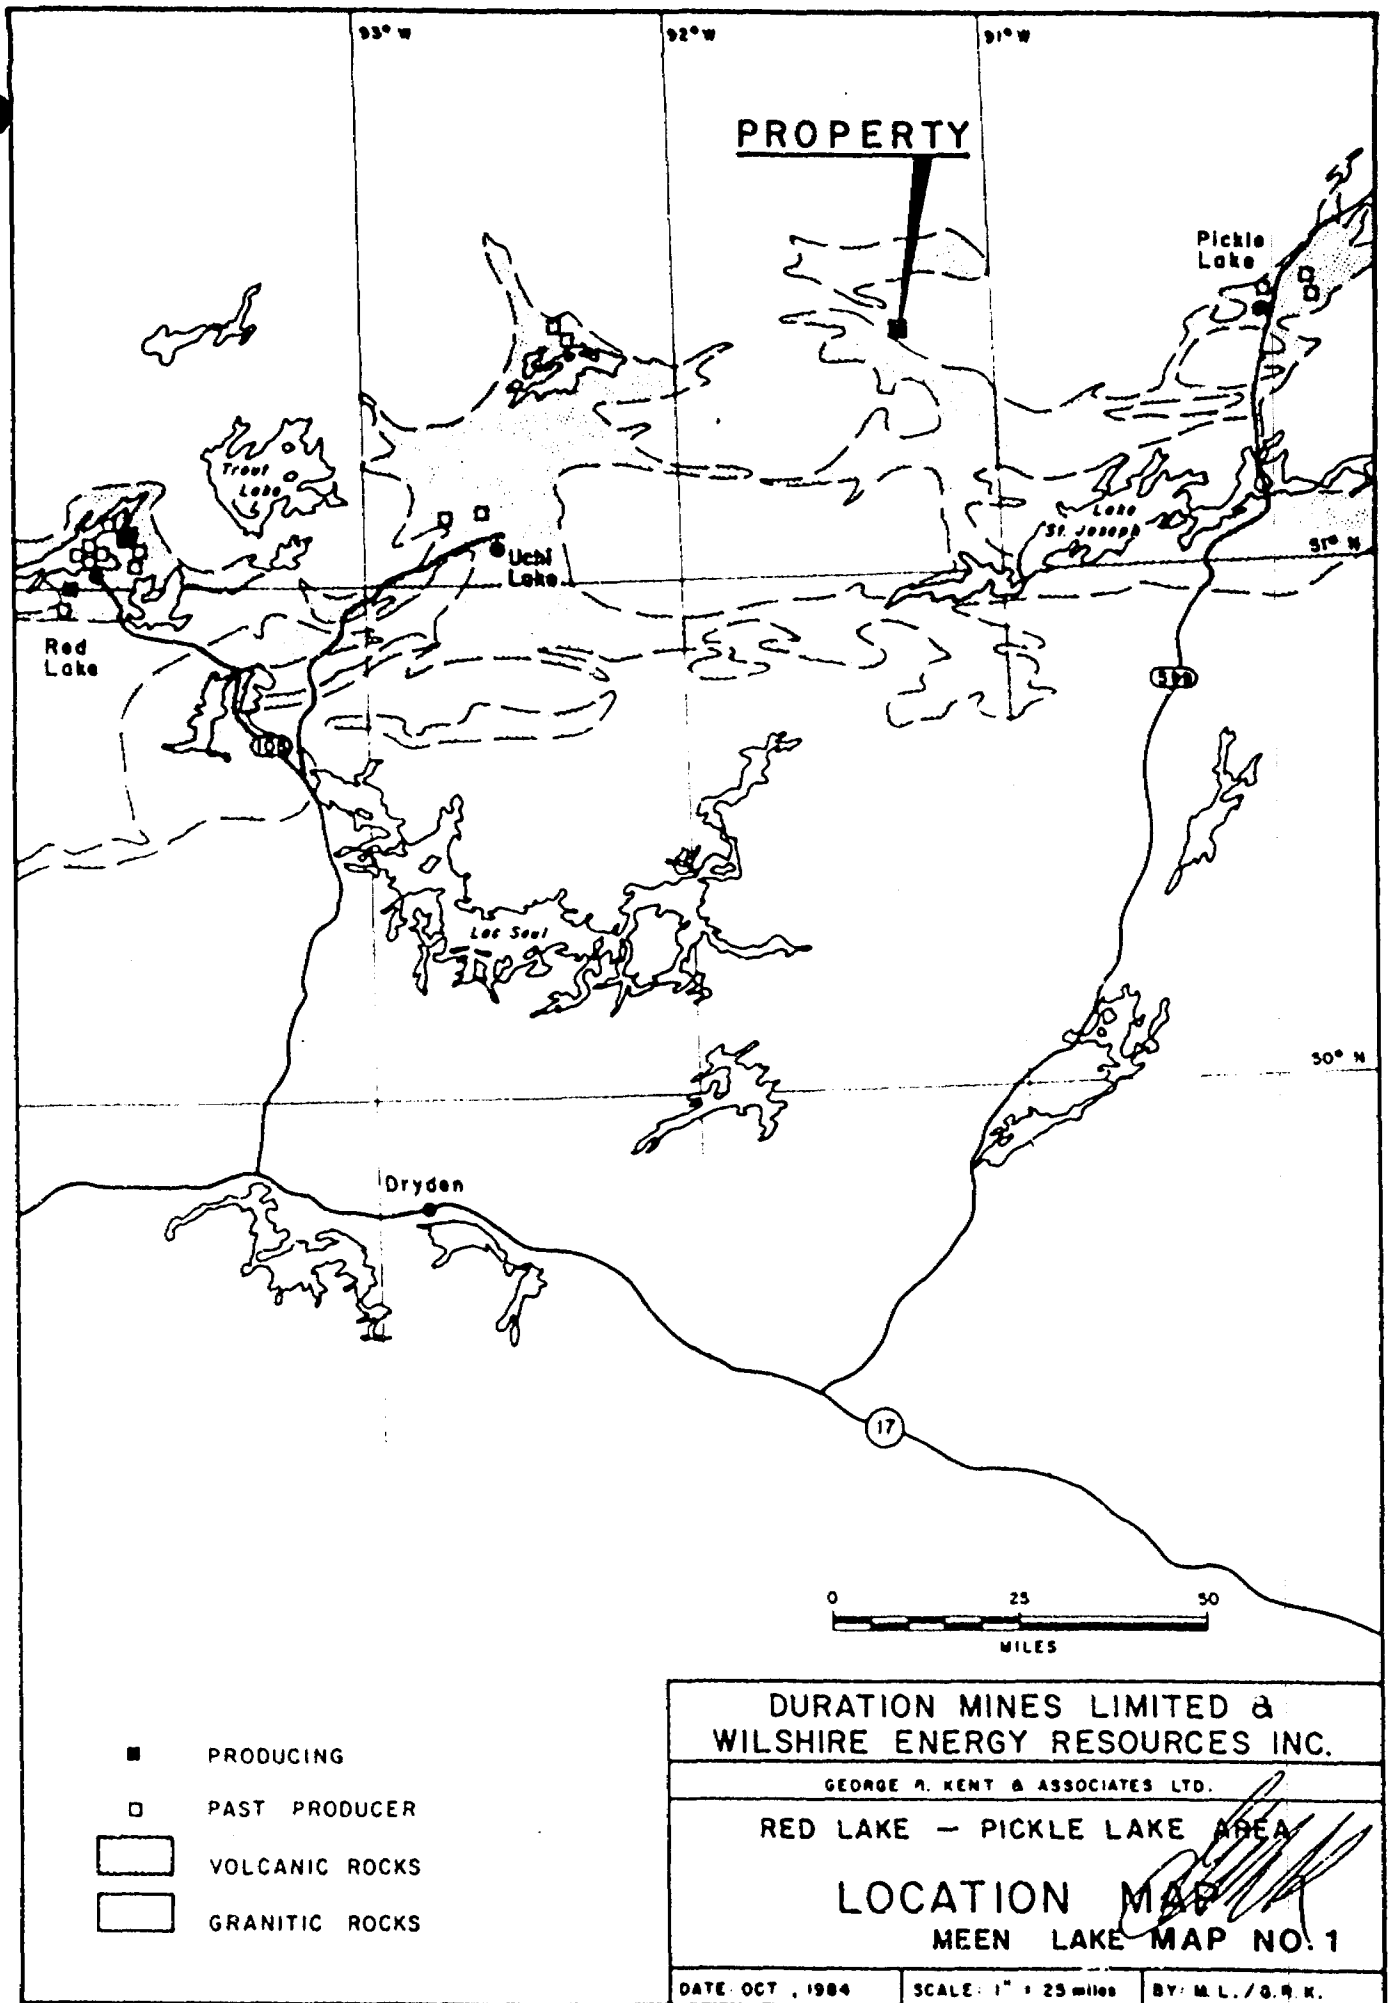 93° W
92° W
91° W
PROPERTY
Pickle
Lake
Trout
Lake
Lake
St. Joseph
51° N
Uchi
Lake
Red
Lake
599
105
Lac Seul
50° N
Dryden
17
0 25 50
MILES
PRODUCING
PAST PRODUCER
VOLCANIC ROCKS
GRANITIC ROCKS
DURATION MINES LIMITED &
WILSHIRE ENERGY RESOURCES INC.
GEORGE R. KENT & ASSOCIATES LTD.
RED LAKE - PICKLE LAKE AREA
LOCATION MAP
MEEN LAKE MAP NO. 1
DATE: OCT, 1984
SCALE: 1" = 25 miles
BY: M.L./G.R.K.